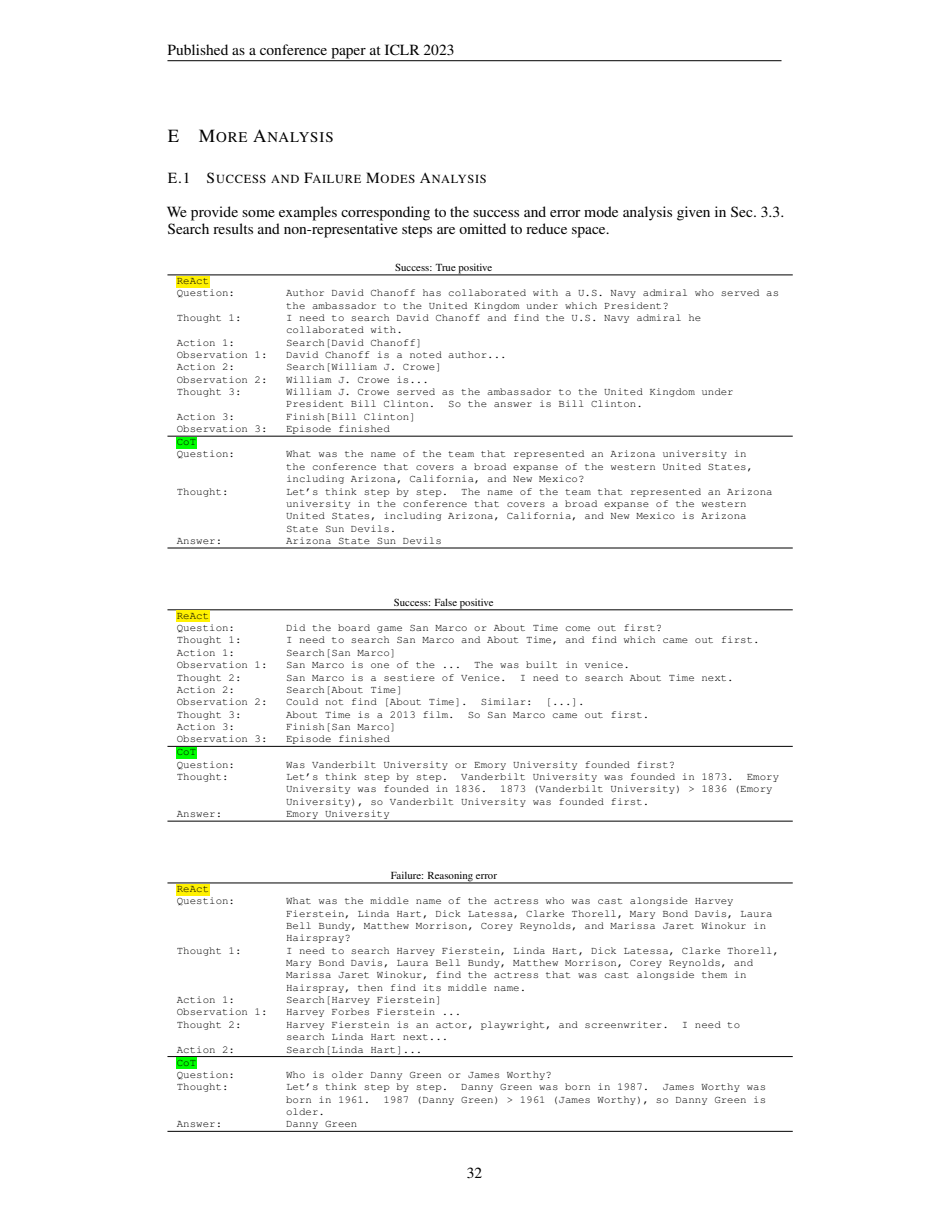 Published as a conference paper at ICLR 2023
E MORE ANALYSIS
E.1 SUCCESS AND FAILURE MODES ANALYSIS
We provide some examples corresponding to the success and error mode analysis given in Sec. 3.3.
Search results and non-representative steps are omitted to reduce space.
Success: True positive
ReAct
Question: Author David Chanoff has collaborated with a U.S. Navy admiral who served as
the ambassador to the United Kingdom under which President?
Thought 1: I need to search David Chanoff and find the U.S. Navy admiral he
collaborated with.
Action 1: Search[David Chanoff]
Observation 1: David Chanoff is a noted author...
Action 2: Search[William J. Crowe]
Observation 2: William J. Crowe is...
Thought 3: William J. Crowe served as the ambassador to the United Kingdom under
President Bill Clinton. So the answer is Bill Clinton.
Action 3: Finish[Bill Clinton]
Observation 3: Episode finished
CoT
Question: What was the name of the team that represented an Arizona university in
the conference that covers a broad expanse of the western United States,
including Arizona, California, and New Mexico?
Thought: Let's think step by step. The name of the team that represented an Arizona
university in the conference that covers a broad expanse of the western
United States, including Arizona, California, and New Mexico is Arizona
State Sun Devils.
Answer: Arizona State Sun Devils
Success: False positive
ReAct
Question: Did the board game San Marco or About Time come out first?
Thought 1: I need to search San Marco and About Time, and find which came out first.
Action 1: Search[San Marco]
Observation 1: San Marco is one of the ... The was built in venice.
Thought 2: San Marco is a sestiere of Venice. I need to search About Time next.
Action 2: Search[About Time]
Observation 2: Could not find [About Time]. Similar: [...].
Thought 3: About Time is a 2013 film. So San Marco came out first.
Action 3: Finish[San Marco]
Observation 3: Episode finished
CoT
Question: Was Vanderbilt University or Emory University founded first?
Thought: Let's think step by step. Vanderbilt University was founded in 1873. Emory
University was founded in 1836. 1873 (Vanderbilt University) > 1836 (Emory
University), so Vanderbilt University was founded first.
Answer: Emory University
Failure: Reasoning error
ReAct
Question: What was the middle name of the actress who was cast alongside Harvey
Fierstein, Linda Hart, Dick Latessa, Clarke Thorell, Mary Bond Davis, Laura
Bell Bundy, Matthew Morrison, Corey Reynolds, and Marissa Jaret Winokur in
Hairspray?
Thought 1: I need to search Harvey Fierstein, Linda Hart, Dick Latessa, Clarke Thorell,
Mary Bond Davis, Laura Bell Bundy, Matthew Morrison, Corey Reynolds, and
Marissa Jaret Winokur, find the actress that was cast alongside them in
Hairspray, then find its middle name.
Action 1: Search[Harvey Fierstein]
Observation 1: Harvey Forbes Fierstein ...
Thought 2: Harvey Fierstein is an actor, playwright, and screenwriter. I need to
search Linda Hart next...
Action 2: Search[Linda Hart]...
CoT
Question: Who is older Danny Green or James Worthy?
Thought: Let's think step by step. Danny Green was born in 1987. James Worthy was
born in 1961. 1987 (Danny Green) > 1961 (James Worthy), so Danny Green is
older.
Answer: Danny Green
32